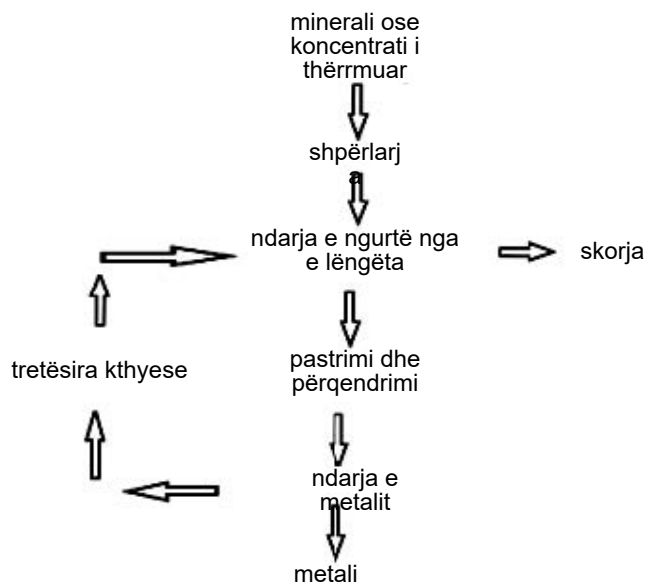 minerali ose
koncentrati i
thërrmuar
shpërlarj
a
ndarja e ngurtë nga
e lëngëta
skorja
tretësira kthyese
pastrimi dhe
përqendrimi
ndarja e
metalit
metali